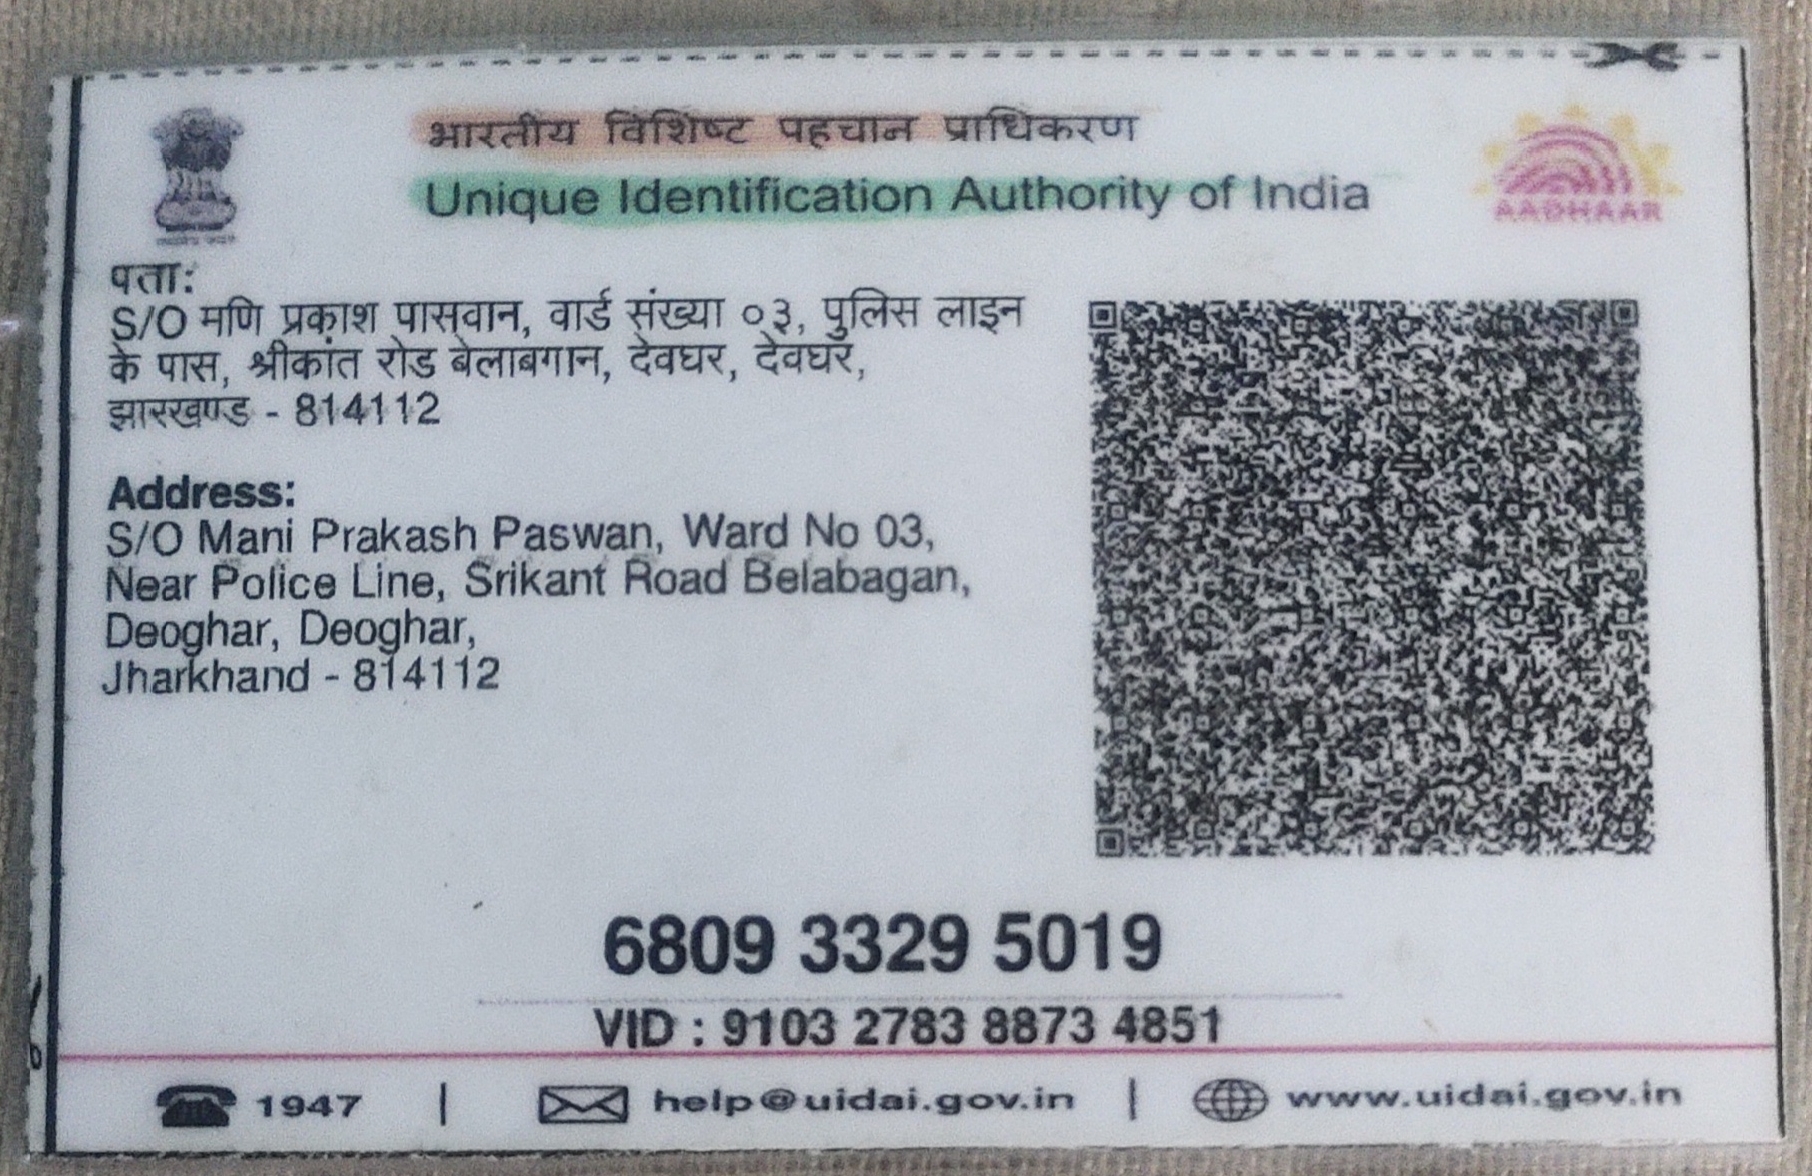 भारतीय विशिष्ट पहचान प्राधिकरण
Unique Identification Authority of India
AADHAAR
पता:
S/O मणि प्रकाश पासवान, वार्ड संख्या ०३, पुलिस लाइन
के पास, श्रीकांत रोड बेलाबगान, देवघर, देवघर,
झारखण्ड - 814112
Address:
S/O Mani Prakash Paswan, Ward No 03,
Near Police Line, Srikant Road Belabagan,
Deoghar, Deoghar,
Jharkhand - 814112
6809 3329 5019
VID : 9103 2783 8873 4851
1947 | help@uidai.gov.in | www.uidai.gov.in